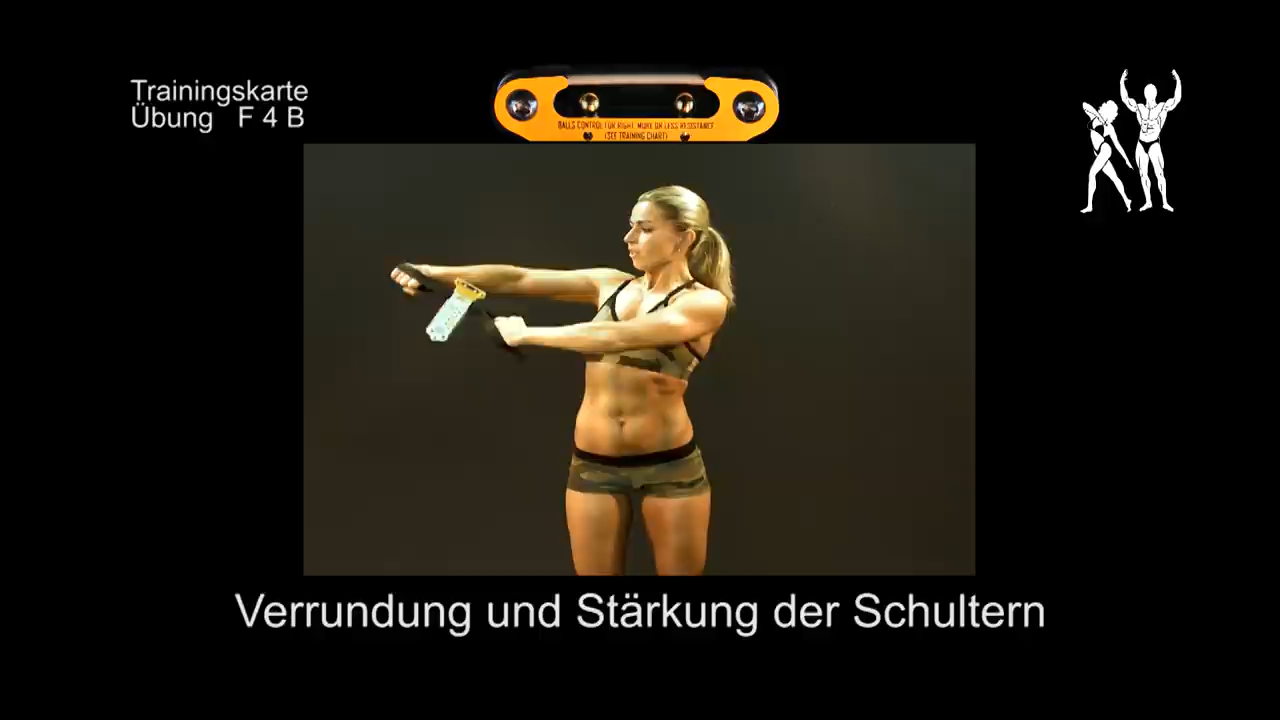 Trainingskarte
Übung F 4 B
BALLS CONTROL FOR RIGHT, MORE OR LESS RESISTANCE
(SEE TRAINING CHART)
Verrundung und Stärkung der Schultern